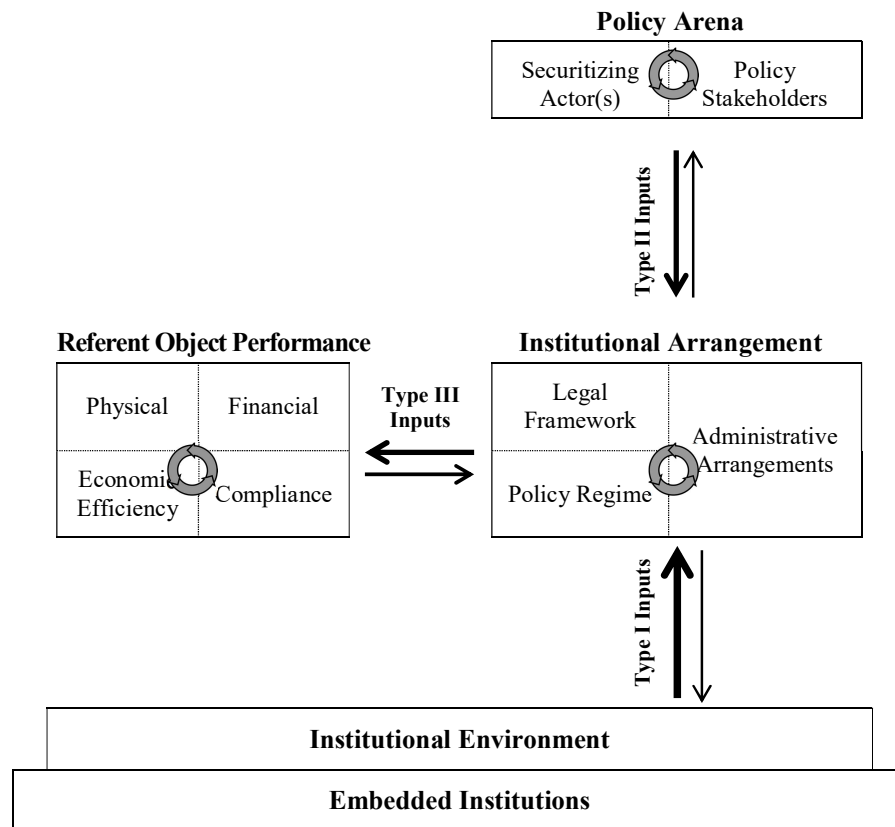 Policy Arena
Securitizing
Actor(s)
Policy
Stakeholders
Type II Inputs
Referent Object Performance
Physical
Financial
Economic
Efficiency
Compliance
Type III
Inputs
Institutional Arrangement
Legal
Framework
Policy Regime
Administrative
Arrangements
Type I Inputs
Institutional Environment
Embedded Institutions